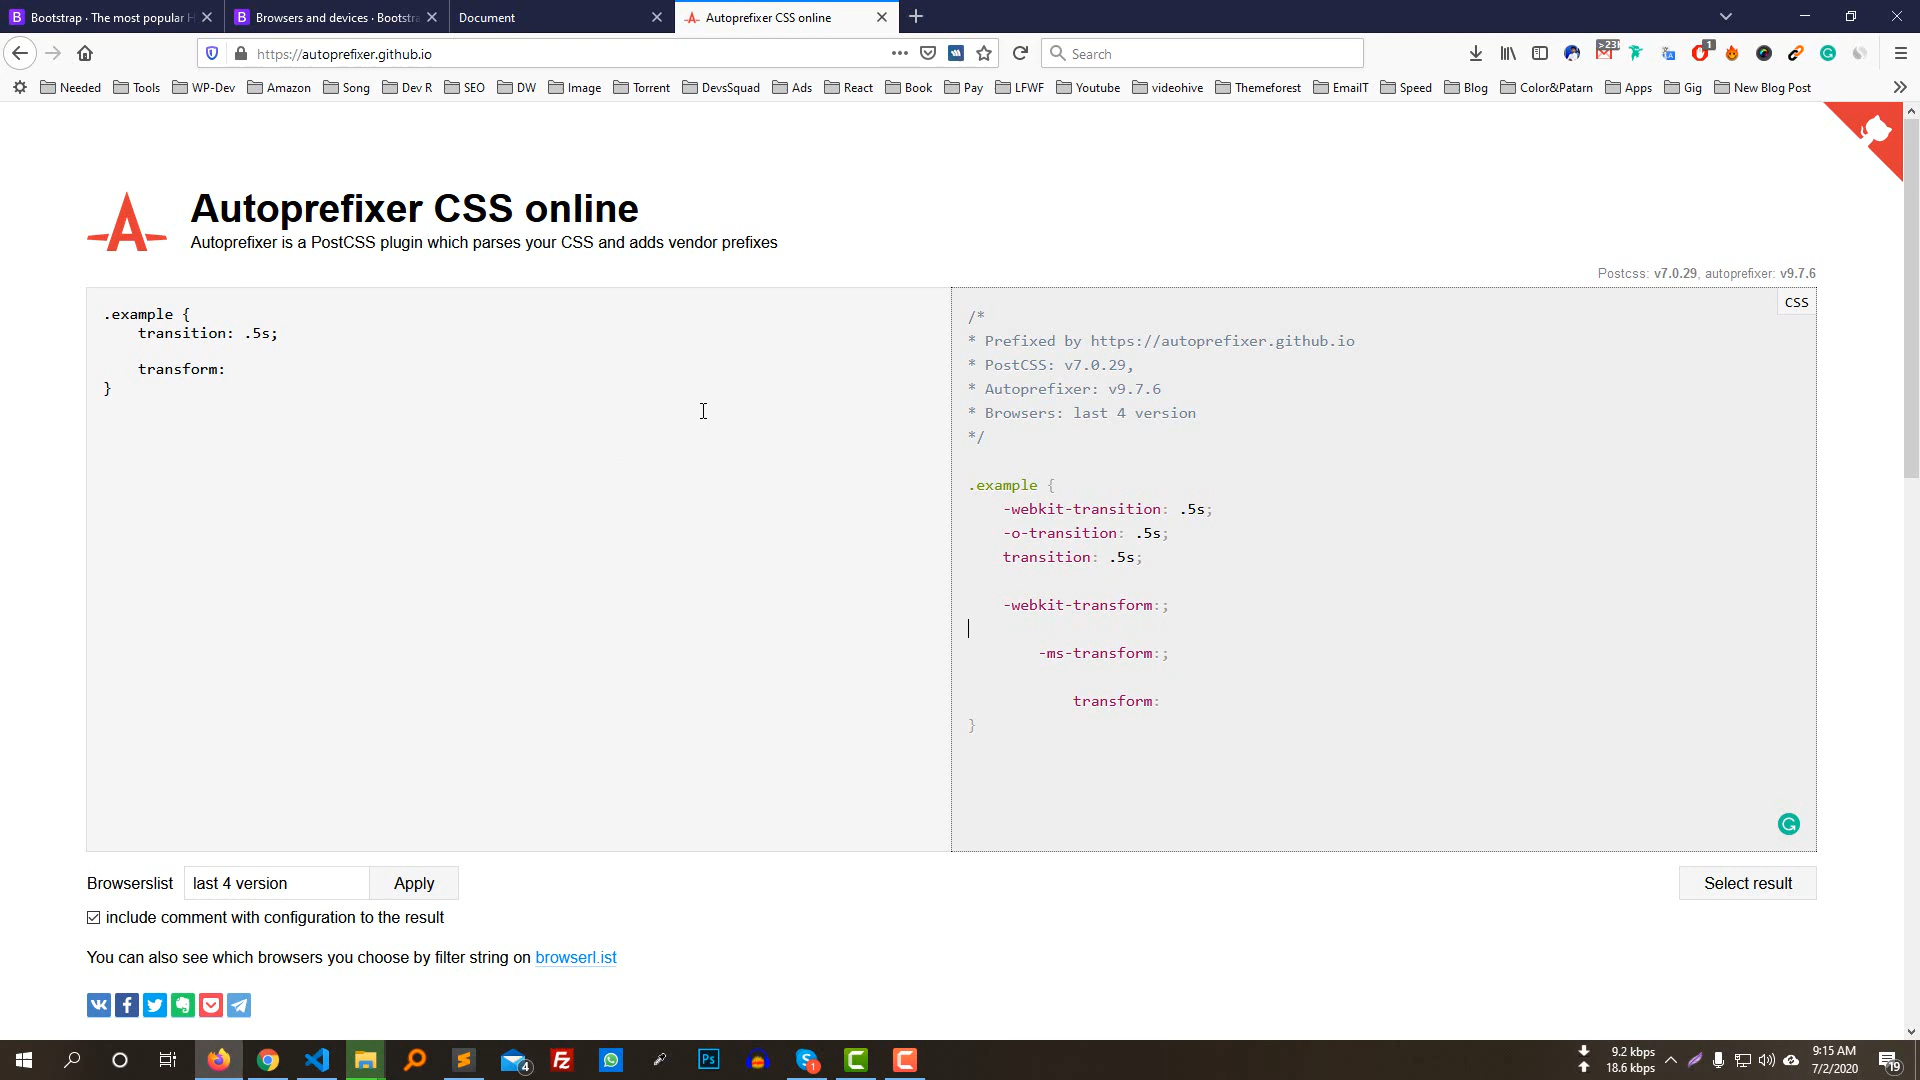 Bootstrap · The most popular H
Browsers and devices · Bootstra
Document
Autoprefixer CSS online
https://autoprefixer.github.io
Search
>23K
1
Needed
Tools
WP-Dev
Amazon
Song
Dev R
SEO
DW
Image
Torrent
DevsSquad
Ads
React
Book
Pay
LFWF
Youtube
videohive
Themeforest
EmailT
Speed
Blog
Color&Patarn
Apps
Gig
New Blog Post
Autoprefixer CSS online
Autoprefixer is a PostCSS plugin which parses your CSS and adds vendor prefixes
Postcss: v7.0.29, autoprefixer: v9.7.6
.example {
transition: .5s;
transform:
}
CSS
/*
* Prefixed by https://autoprefixer.github.io
* PostCSS: v7.0.29,
* Autoprefixer: v9.7.6
* Browsers: last 4 version
*/
.example {
-webkit-transition: .5s;
-o-transition: .5s;
transition: .5s;
-webkit-transform:;
-ms-transform:;
transform:
}
Browserslist
last 4 version
Apply
Select result
include comment with configuration to the result
You can also see which browsers you choose by filter string on browserl.ist
4
Ps
1
9.2 kbps
18.6 kbps
9:15 AM
7/2/2020
19